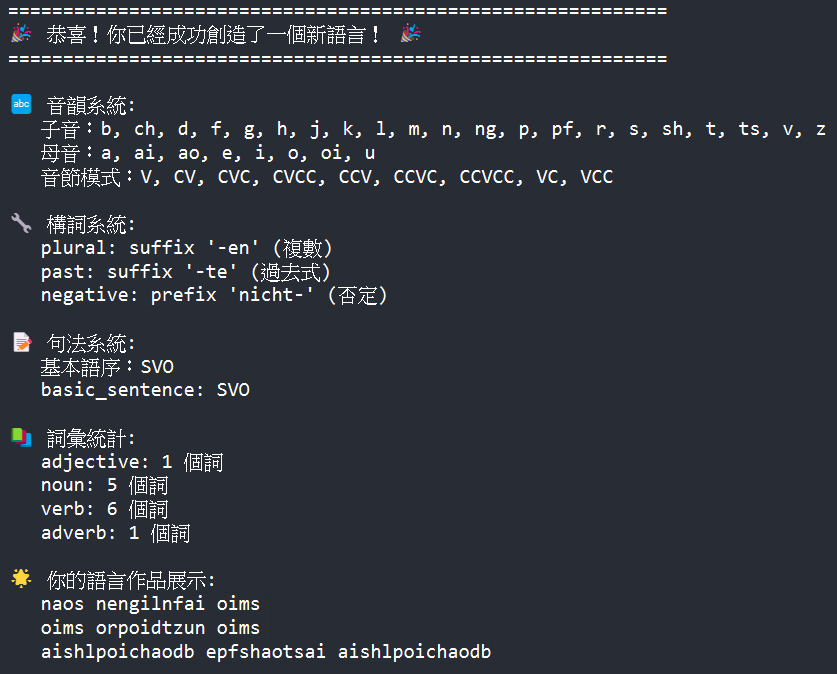 ============================================================
🎉 恭喜！你已經成功創造了一個新語言！ 🎉
============================================================
🔤 音韻系統:
子音：b, ch, d, f, g, h, j, k, l, m, n, ng, p, pf, r, s, sh, t, ts, v, z
母音：a, ai, ao, e, i, o, oi, u
音節模式：V, CV, CVC, CVCC, CCV, CCVC, CCVCC, VC, VCC
🔧 構詞系統:
plural: suffix '-en' (複數)
past: suffix '-te' (過去式)
negative: prefix 'nicht-' (否定)
📝 句法系統:
基本語序：SVO
basic_sentence: SVO
📚 詞彙統計:
adjective: 1 個詞
noun: 5 個詞
verb: 6 個詞
adverb: 1 個詞
🌟 你的語言作品展示:
naos nengilnfai oims
oims orpoidtzun oims
aishlpoichaodb epfshaotsai aishlpoichaodb